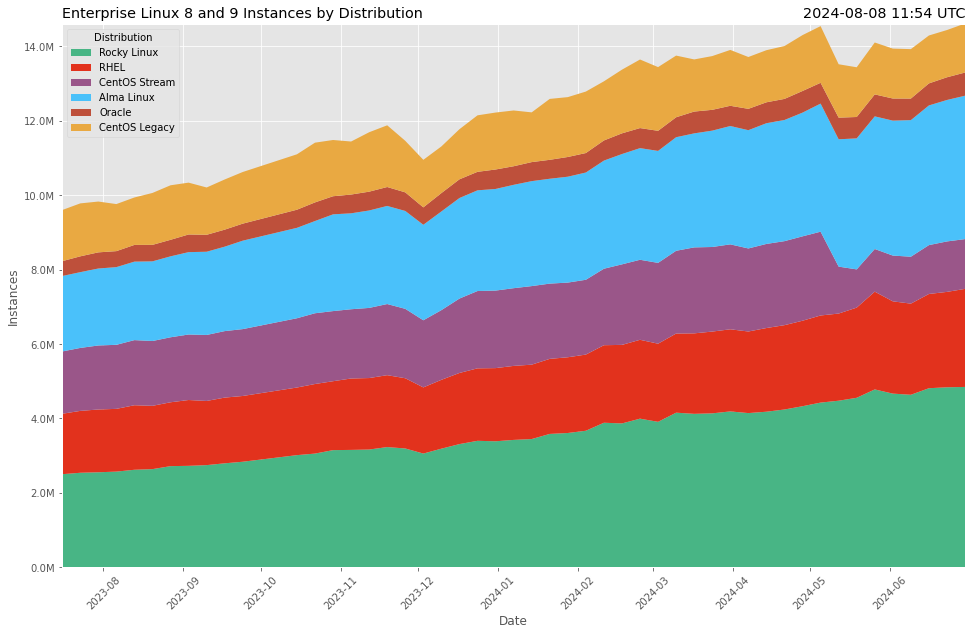 Enterprise Linux 8 and 9 Instances by Distribution
2024-08-08 11:54 UTC
Distribution
Rocky Linux
RHEL
CentOS Stream
Alma Linux
Oracle
CentOS Legacy
14.0M
12.0M
10.0M
8.0M
6.0M
4.0M
2.0M
0.0M
Instances
2023-08
2023-09
2023-10
2023-11
2023-12
2024-01
2024-02
2024-03
2024-04
2024-05
2024-06
Date